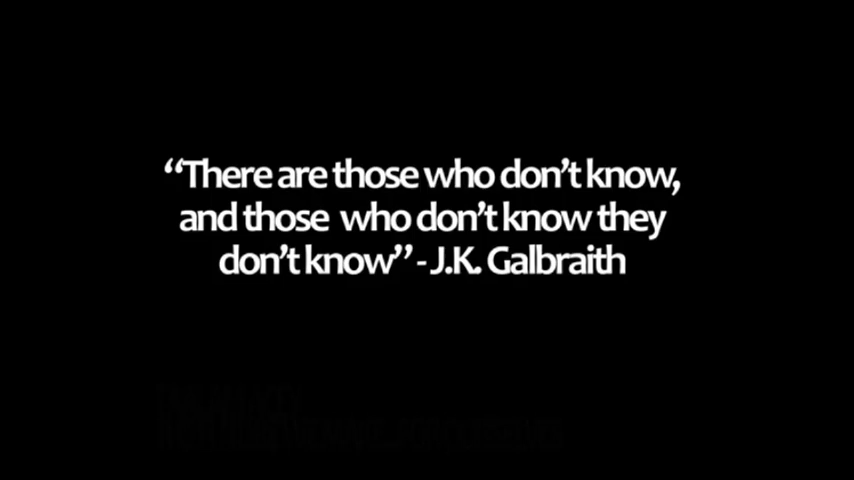 “There are those who don’t know,
and those  who don’t know they
don’t know” - J.K. Galbraith